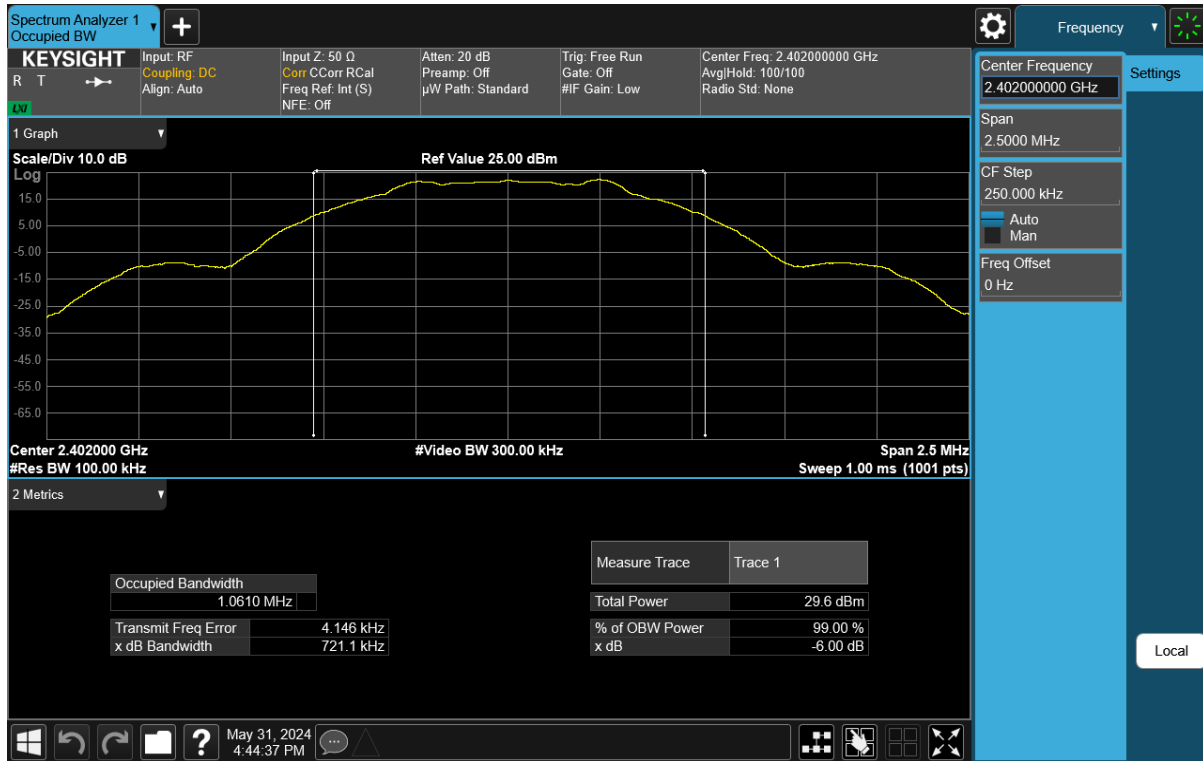 Spectrum Analyzer 1
Occupied BW
Frequency
KEYSIGHT
R T
LXI
Input: RF
Coupling: DC
Align: Auto
Input Z: 50 Ω
Corr CCorr RCal
Freq Ref: Int (S)
NFE: Off
Atten: 20 dB
Preamp: Off
µW Path: Standard
Trig: Free Run
Gate: Off
#IF Gain: Low
Center Freq: 2.402000000 GHz
Avg|Hold: 100/100
Radio Std: None
Center Frequency
2.402000000 GHz
Settings
Span
2.5000 MHz
CF Step
250.000 kHz
Auto
Man
Freq Offset
0 Hz
1 Graph
Scale/Div 10.0 dB
Ref Value 25.00 dBm
Log
15.0
5.00
-5.00
-15.0
-25.0
-35.0
-45.0
-55.0
-65.0
Center 2.402000 GHz
#Video BW 300.00 kHz
Span 2.5 MHz
#Res BW 100.00 kHz
Sweep 1.00 ms (1001 pts)
2 Metrics
Measure Trace Trace 1
Occupied Bandwidth
1.0610 MHz
Total Power 29.6 dBm
Transmit Freq Error 4.146 kHz
% of OBW Power 99.00 %
x dB Bandwidth 721.1 kHz
x dB -6.00 dB
Local
?
May 31, 2024
4:44:37 PM